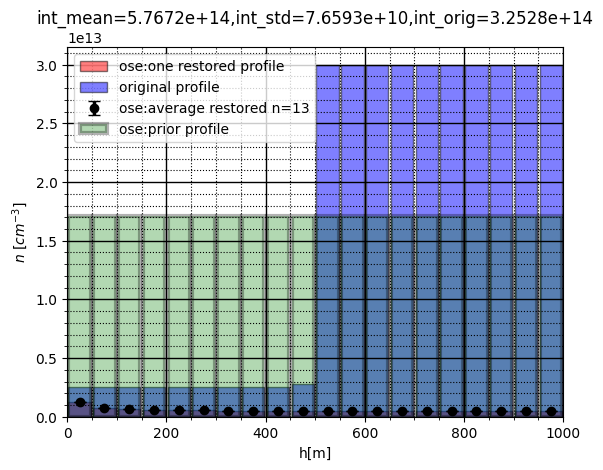 int_mean=5.7672e+14,int_std=7.6593e+10,int_orig=3.2528e+14
1e13
ose:one restored profile
original profile
ose:average restored n=13
ose:prior profile
3.0
2.5
2.0
1.5
1.0
0.5
0.0
n [cm⁻³]
0 200 400 600 800 1000
h[m]